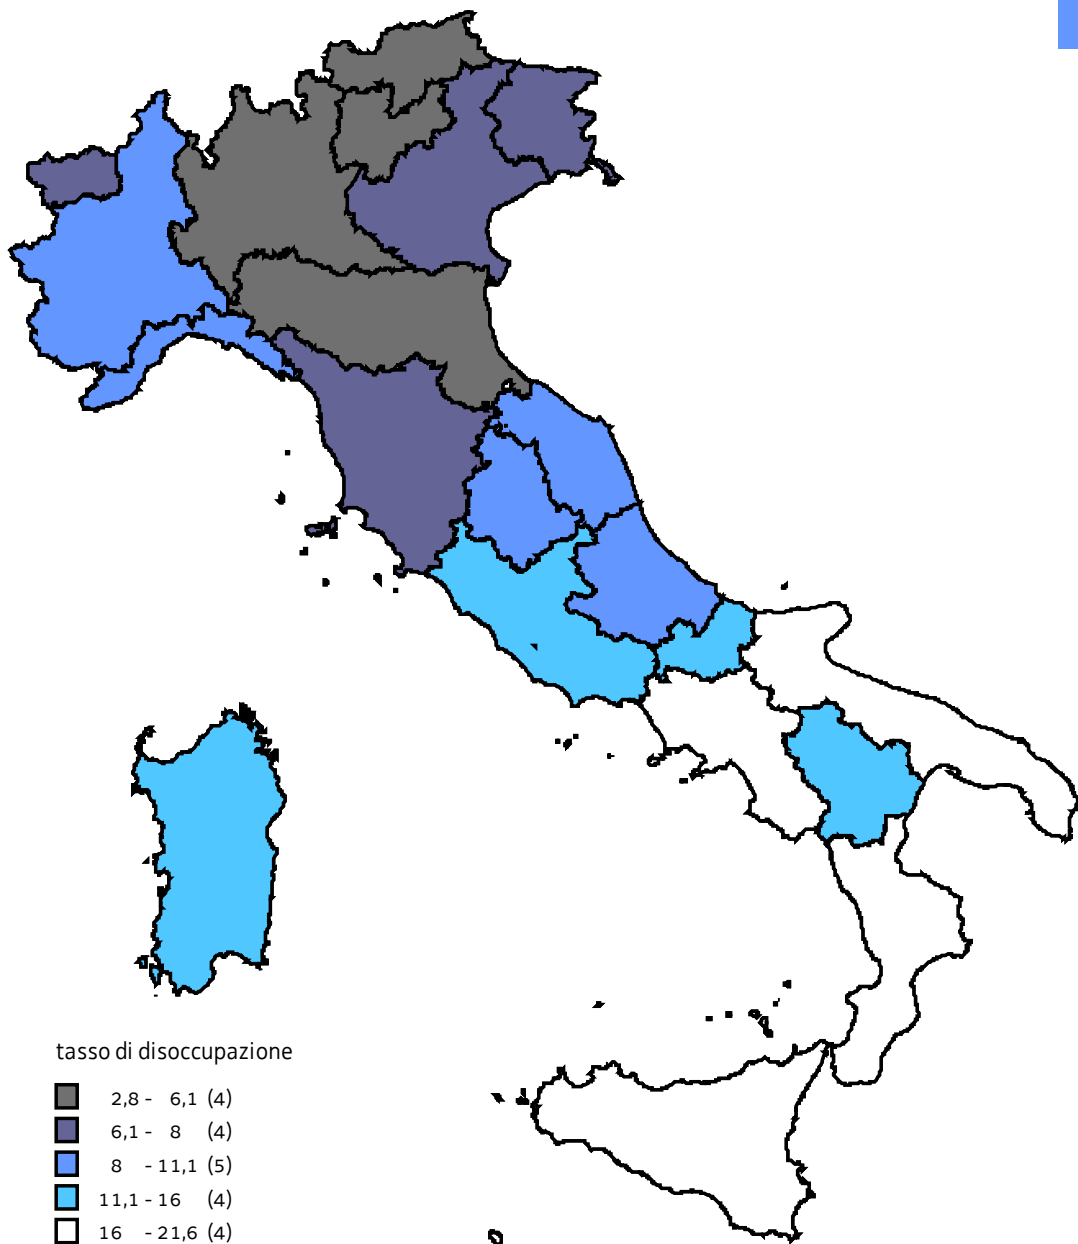 tasso di disoccupazione
2,8 - 6,1 (4)
6,1 - 8 (4)
8 - 11,1 (5)
11,1 - 16 (4)
16 - 21,6 (4)